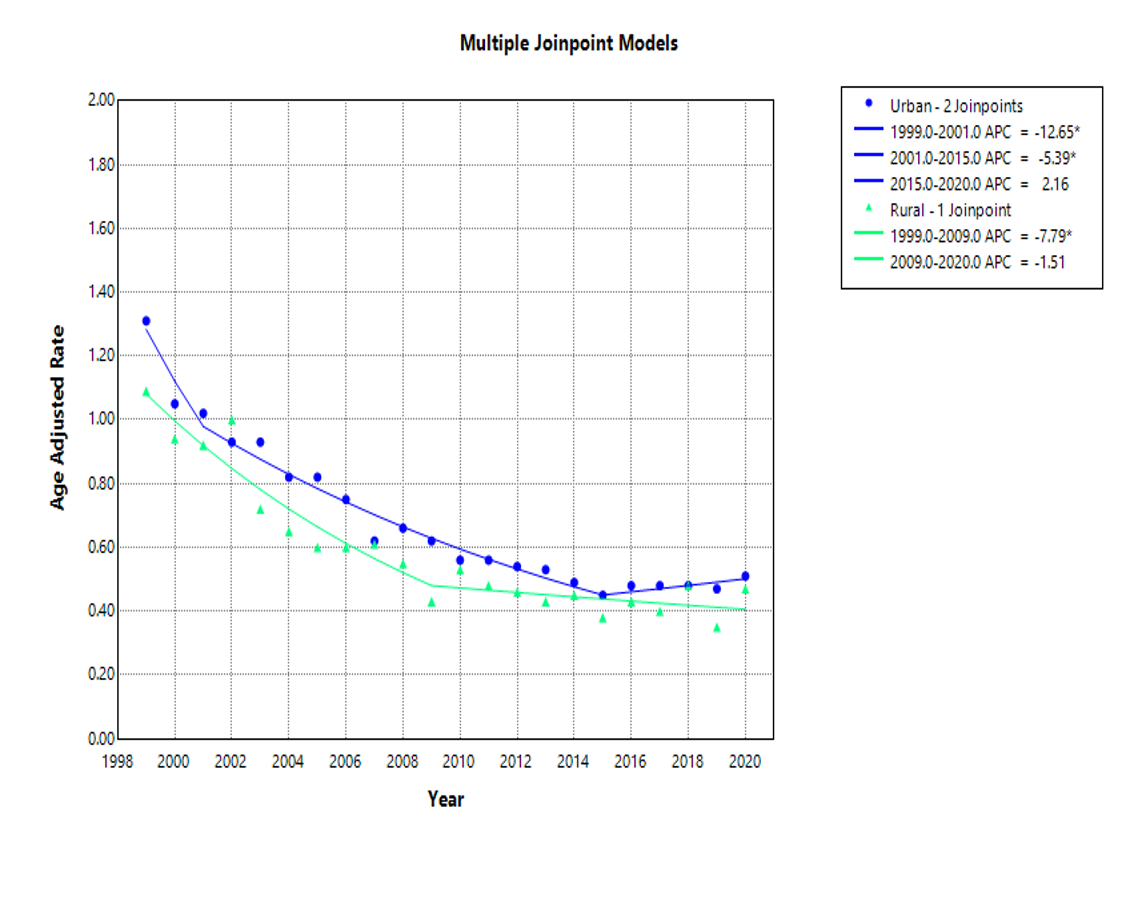 Multiple Joinpoint Models
Urban - 2 Joinpoints
1999.0-2001.0 APC = -12.65*
2001.0-2015.0 APC = -5.39*
2015.0-2020.0 APC = 2.16
Rural - 1 Joinpoint
1999.0-2009.0 APC = -7.79*
2009.0-2020.0 APC = -1.51
Age Adjusted Rate
2.00
1.80
1.60
1.40
1.20
1.00
0.80
0.60
0.40
0.20
0.00
1998 2000 2002 2004 2006 2008 2010 2012 2014 2016 2018 2020
Year